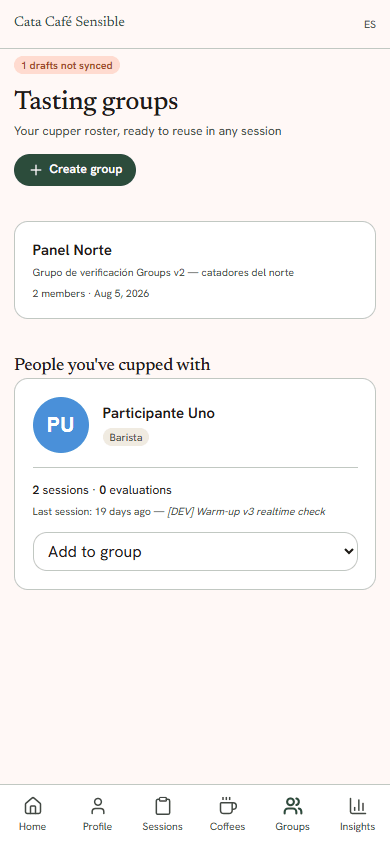 Cata Café Sensible
ES
1 drafts not synced
Tasting groups
Your cupper roster, ready to reuse in any session
+ Create group
Panel Norte
Grupo de verificación Groups v2 — catadores del norte
2 members · Aug 5, 2026
People you've cupped with
PU
Participante Uno
Barista
2 sessions · 0 evaluations
Last session: 19 days ago — [DEV] Warm-up v3 realtime check
Add to group
Home
Profile
Sessions
Coffees
Groups
Insights